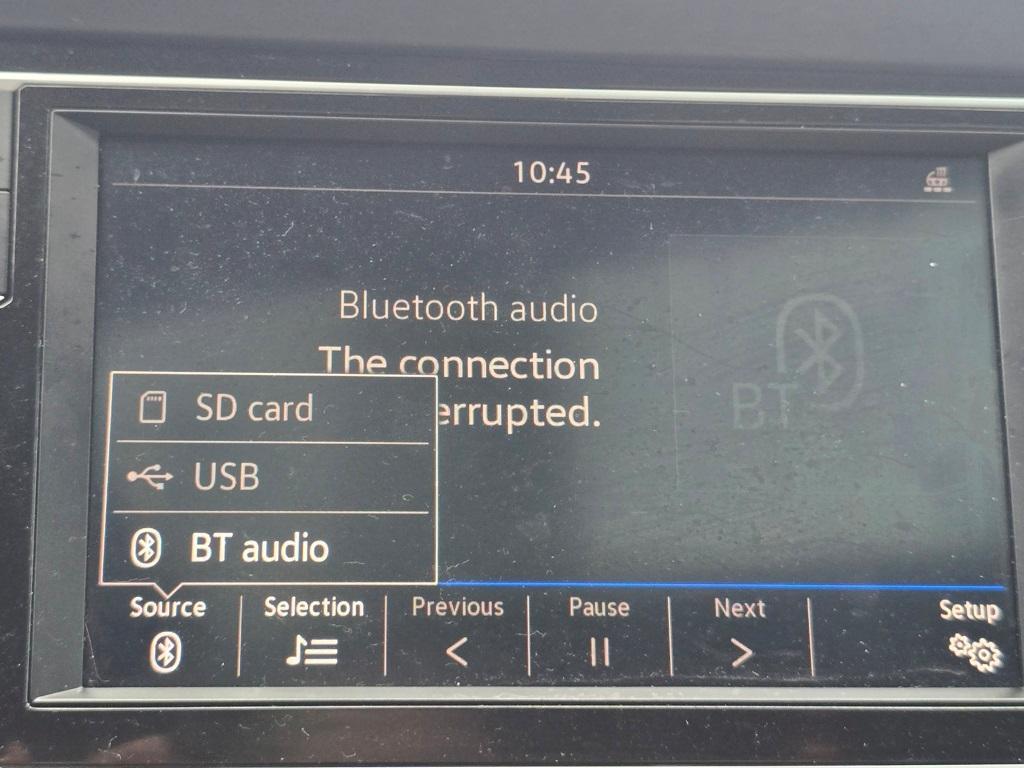 10:45
Bluetooth audio
The connection
errupted.
BT
SD card
USB
BT audio
Source
Selection
Previous
Pause
Next
Setup